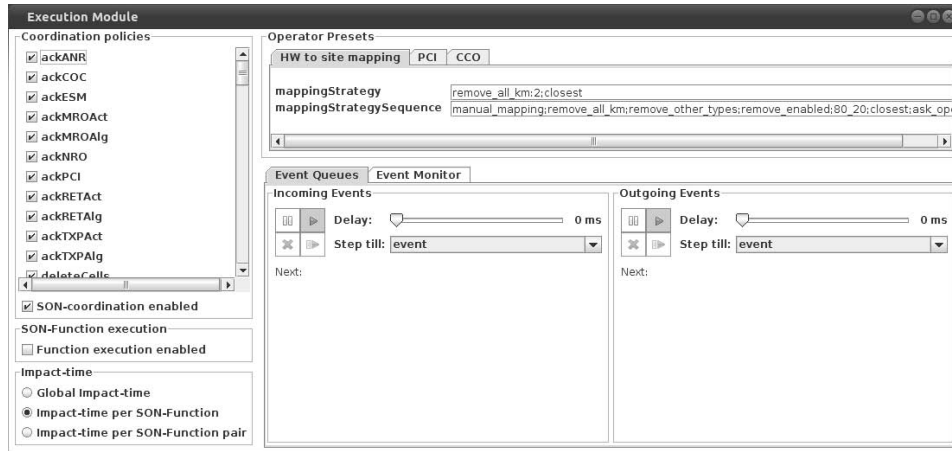 Execution Module
Coordination policies
ackANR
ackCOC
ackESM
ackMROAct
ackMROAlg
ackNRO
ackPCI
ackRETAct
ackRETAlg
ackTXPAct
ackTXPAlg
deleteCells
SON-coordination enabled
SON-Function execution
Function execution enabled
Impact-time
Global Impact-time
Impact-time per SON-Function
Impact-time per SON-Function pair
Operator Presets
HW to site mapping PCI CCO
mappingStrategy remove_all_km:2;closest
mappingStrategySequence manual_mapping;remove_all_km;remove_other_types;remove_enabled;80_20;closest;ask_ope
Event Queues Event Monitor
Incoming Events
Delay: 0 ms
Step till: event
Next:
Outgoing Events
Delay: 0 ms
Step till: event
Next: